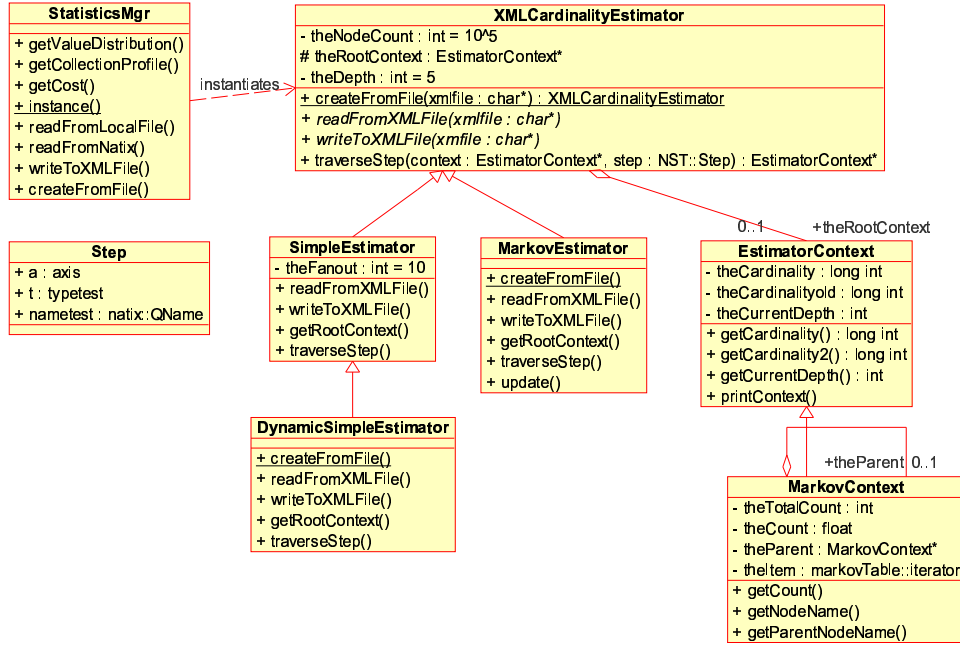 StatisticsMgr
+ getValueDistribution()
+ getCollectionProfile()
+ getCost()
+ instance()
+ readFromLocalFile()
+ readFromNatix()
+ writeToXMLFile()
+ createFromFile()
instantiates
XMLCardinalityEstimator
- theNodeCount : int = 10^5
# theRootContext : EstimatorContext*
- theDepth : int = 5
+ createFromFile(xmlfile : char*) : XMLCardinalityEstimator
+ readFromXMLFile(xmlfile : char*)
+ writeToXMLFile(xmfile : char*)
+ traverseStep(context : EstimatorContext*, step : NST::Step) : EstimatorContext*
0..1
+theRootContext
Step
+ a : axis
+ t : typetest
+ nametest : natix::QName
SimpleEstimator
- theFanout : int = 10
+ readFromXMLFile()
+ writeToXMLFile()
+ getRootContext()
+ traverseStep()
MarkovEstimator
+ createFromFile()
+ readFromXMLFile()
+ writeToXMLFile()
+ getRootContext()
+ traverseStep()
+ update()
EstimatorContext
- theCardinality : long int
- theCardinalityold : long int
- theCurrentDepth : int
+ getCardinality() : long int
+ getCardinality2() : long int
+ getCurrentDepth() : int
+ printContext()
DynamicSimpleEstimator
+ createFromFile()
+ readFromXMLFile()
+ writeToXMLFile()
+ getRootContext()
+ traverseStep()
+theParent
0..1
MarkovContext
- theTotalCount : int
- theCount : float
- theParent : MarkovContext*
- theItem : markovTable::iterator
+ getCount()
+ getNodeName()
+ getParentNodeName()